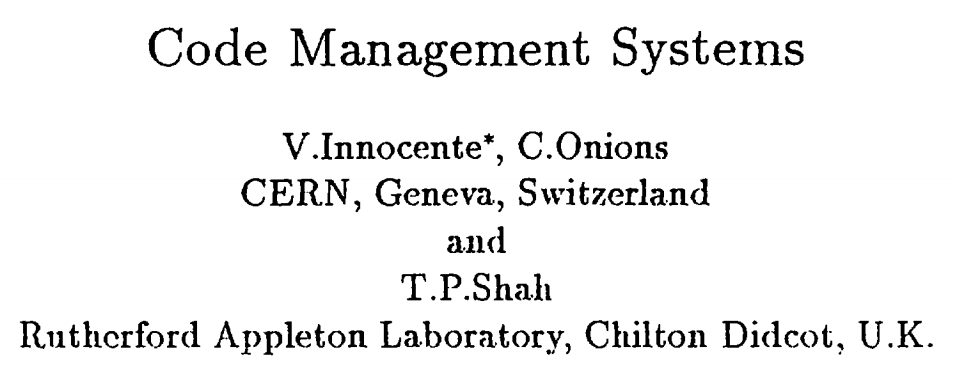 Code Management Systems
V.Innocente*, C.Onions
CERN, Geneva, Switzerland
and
T.P.Shah
Rutherford Appleton Laboratory, Chilton Didcot, U.K.